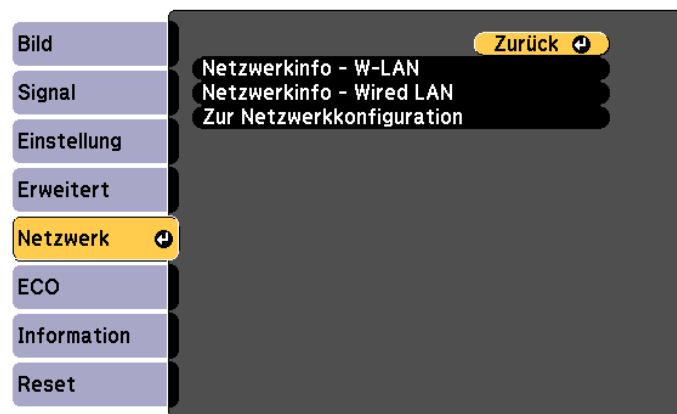 Bild
Signal
Einstellung
Erweitert
Netzwerk
ECO
Information
Reset
Zurück
Netzwerkinfo - W-LAN
Netzwerkinfo - Wired LAN
Zur Netzwerkkonfiguration